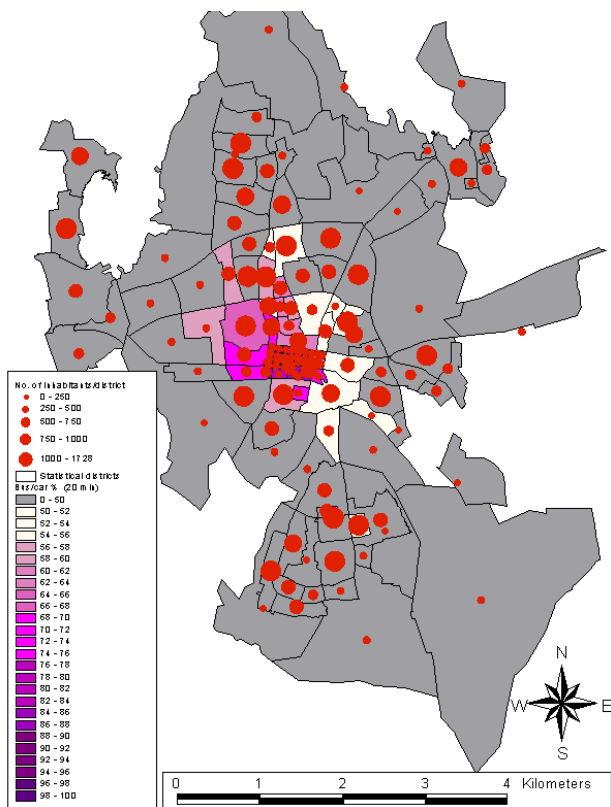 No. of Inhabitants/district
0 - 250
250 - 500
500 - 750
750 - 1000
1000 - 1728
Statistical districts
Bus/car % (20 min)
0 - 50
50 - 52
52 - 54
54 - 56
56 - 58
58 - 60
60 - 62
62 - 64
64 - 66
66 - 68
68 - 70
70 - 72
72 - 74
74 - 76
76 - 78
78 - 80
80 - 82
82 - 84
84 - 86
86 - 88
88 - 90
90 - 92
92 - 94
94 - 96
96 - 98
98 - 100
N
W E
S
0 1 2 3 4 Kilometers